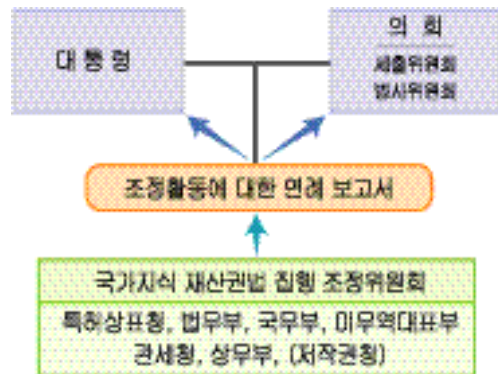 대통령
의 회
세출위원회
법사위원회
조정활동에 대한 연례 보고서
국가지식 재산권법 집행 조정위원회
특허상표청, 법무부, 국무부, 미무역대표부
관세청, 상무부, (저작권청)